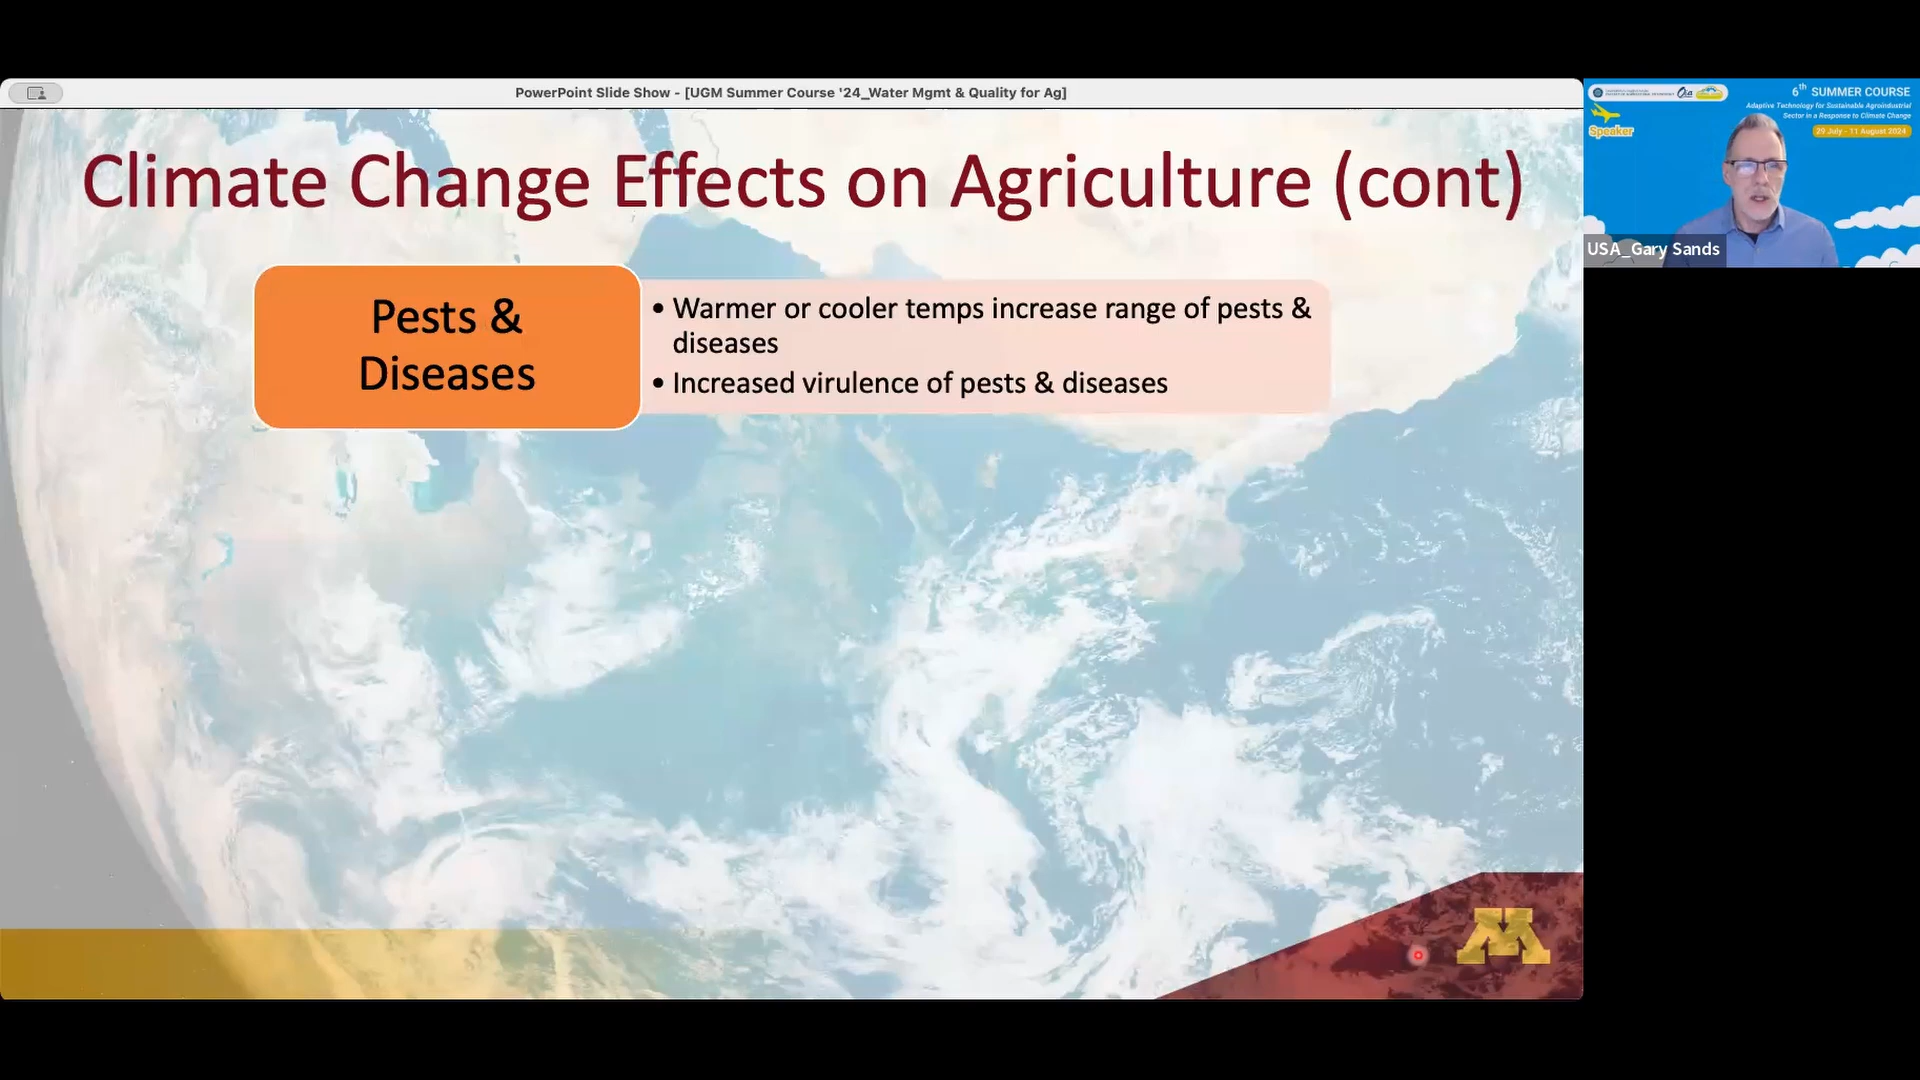 PowerPoint Slide Show - [UGM Summer Course '24_Water Mgmt & Quality for Ag]
Climate Change Effects on Agriculture (cont)
Pests &
Diseases
• Warmer or cooler temps increase range of pests &
diseases
• Increased virulence of pests & diseases
M
6th SUMMER COURSE
Adaptive Technology for Sustainable Agroindustrial
Sector in a Response to Climate Change
29 July - 11 August 2024
Speaker
USA_Gary Sands